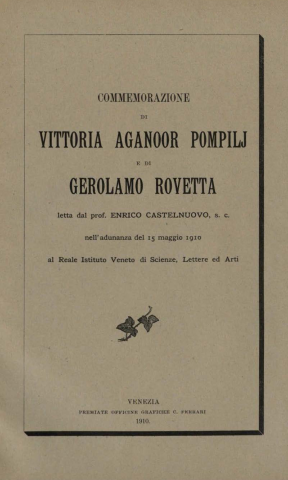 COMMEMORAZIONE
DI
VITTORIA AGANOOR POMPILJ
E DI
GEROLAMO ROVETTA
letta dal prof. ENRICO CASTELNUOVO, s. c.
nell'adunanza del 15 maggio 1910
al Reale Istituto Veneto di Scienze, Lettere ed Arti
VENEZIA
PREMIATE OFFICINE GRAFICHE C. FERRARI
1910.